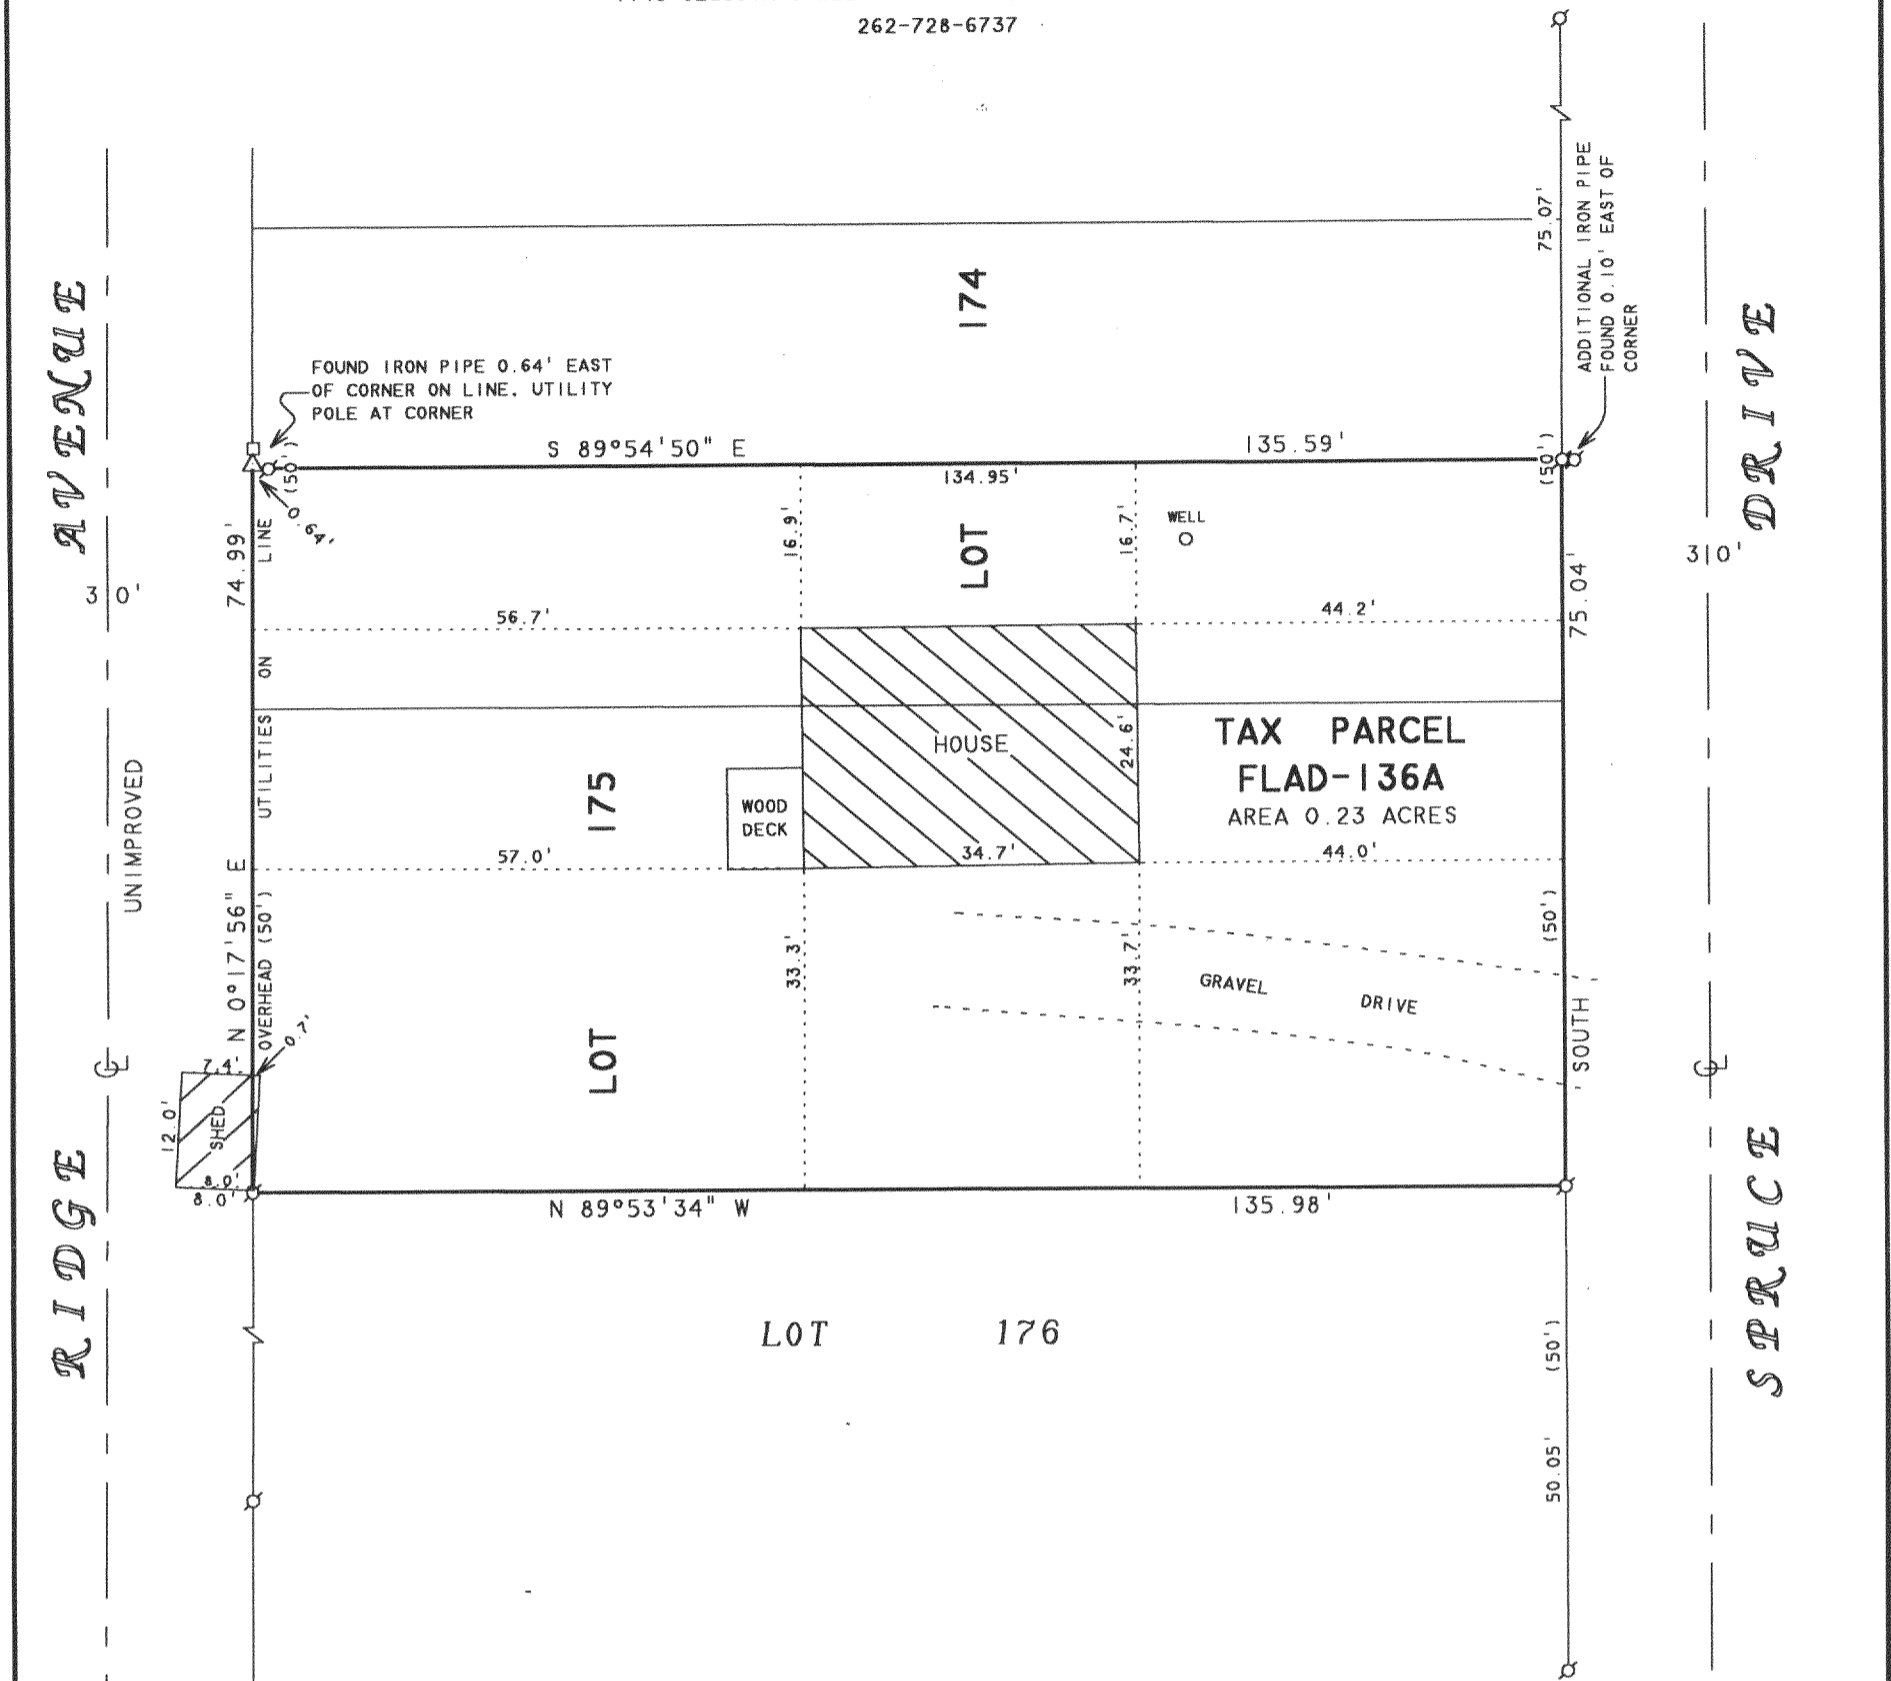 262-728-6737
RIDGE AVENUE
30'
UNIMPROVED
SPRUCE DRIVE
30'
75.07'
ADDITIONAL IRON PIPE
FOUND 0.10' EAST OF
CORNER
FOUND IRON PIPE 0.64' EAST
OF CORNER ON LINE. UTILITY
POLE AT CORNER
S 89°54'50" E
135.59'
134.95'
(50')
(50')
0.64'
74.99'
N 0°17'56" E
OVERHEAD (50') UTILITIES ON LINE
LOT 174
16.9'
16.7'
WELL
56.7'
44.2'
75.04'
SOUTH
HOUSE
24.6'
34.7'
WOOD
DECK
TAX PARCEL
FLAD-136A
AREA 0.23 ACRES
LOT 175
57.0'
44.0'
(50')
33.3'
33.7'
GRAVEL DRIVE
0.7'
7.4'
12.0'
SHED
8.0'
8.0'
N 89°53'34" W
135.98'
LOT 176
(50')
50.05'